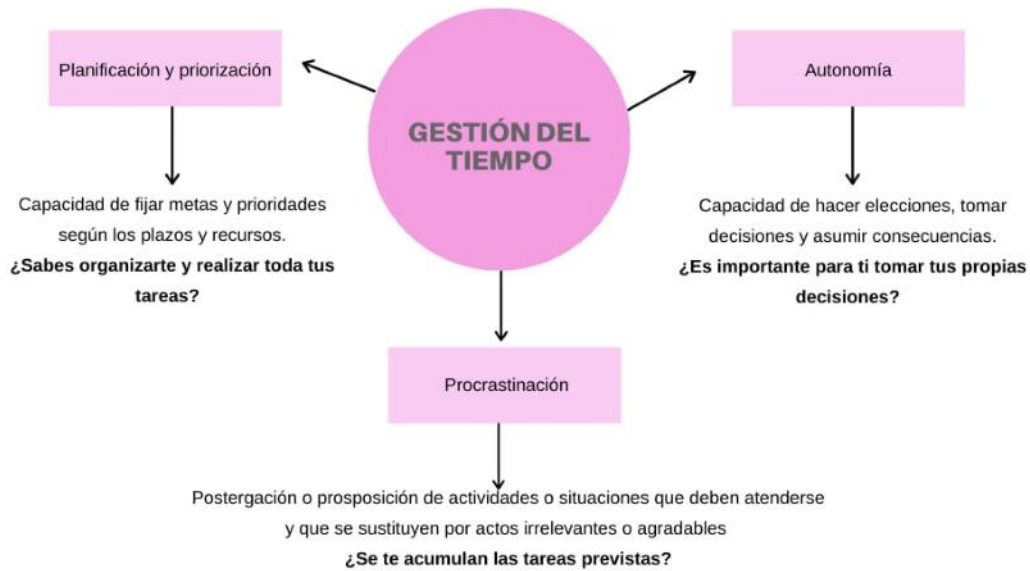 GESTIÓN DEL
TIEMPO
Planificación y priorización
Capacidad de fijar metas y prioridades
según los plazos y recursos.
¿Sabes organizarte y realizar toda tus
tareas?
Autonomía
Capacidad de hacer elecciones, tomar
decisiones y asumir consecuencias.
¿Es importante para ti tomar tus propias
decisiones?
Procrastinación
Postergación o prosposición de actividades o situaciones que deben atenderse
y que se sustituyen por actos irrelevantes o agradables
¿Se te acumulan las tareas previstas?